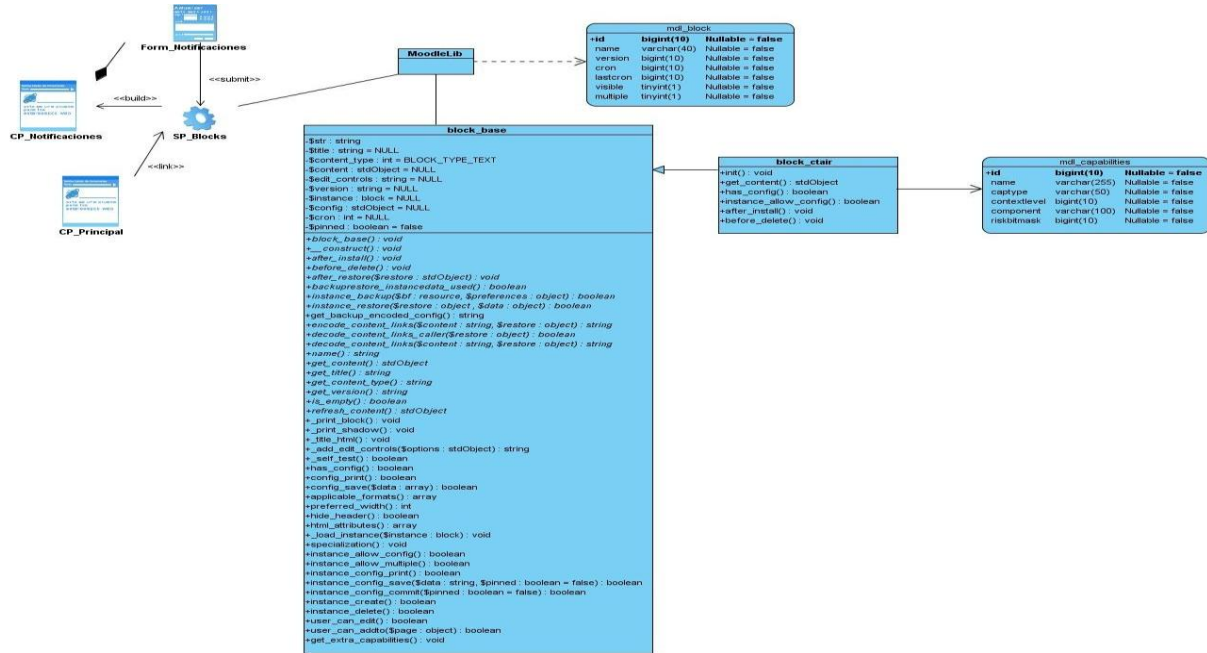 Form_Notificaciones
<<submit>>
<<build>>
CP_Notificaciones
SP_Blocks
<<link>>
CP_Principal
MoodleLib
mdl_block
+id bigint(10) Nullable = false
name varchar(40) Nullable = false
version bigint(10) Nullable = false
cron bigint(10) Nullable = false
lastcron bigint(10) Nullable = false
visible tinyint(1) Nullable = false
multiple tinyint(1) Nullable = false
block_base
-$str : string
-$title : string = NULL
-$content_type : int = BLOCK_TYPE_TEXT
-$content : stdObject = NULL
-$edit_controls : string = NULL
-$version : string = NULL
-$instance : block = NULL
-$config : stdObject = NULL
-$cron : int = NULL
-$pinned : boolean = false
+block_base() : void
+__construct() : void
+after_install() : void
+before_delete() : void
+after_restore($restore : stdObject) : void
+backuprestore_instancedata_used() : boolean
+instance_backup($bf : resource, $preferences : object) : boolean
+instance_restore($restore : object , $data : object) : boolean
+get_backup_encoded_config() : string
+encode_content_links($content : string, $restore : object) : string
+decode_content_links_caller($restore : object) : boolean
+decode_content_links($content : string, $restore : object) : string
+name() : string
+get_content() : stdObject
+get_title() : string
+get_content_type() : string
+get_version() : string
+is_empty() : boolean
+refresh_content() : stdObject
+_print_block() : void
+_print_shadow() : void
+_title_html() : void
+_add_edit_controls($options : stdObject) : string
+_self_test() : boolean
+has_config() : boolean
+config_print() : boolean
+config_save($data : array) : boolean
+applicable_formats() : array
+preferred_width() : int
+hide_header() : boolean
+html_attributes() : array
+_load_instance($instance : block) : void
+specialization() : void
+instance_allow_config() : boolean
+instance_allow_multiple() : boolean
+instance_config_print() : boolean
+instance_config_save($data : string, $pinned : boolean = false) : boolean
+instance_config_commit($pinned : boolean = false) : boolean
+instance_create() : boolean
+instance_delete() : boolean
+user_can_edit() : boolean
+user_can_addto($page : object) : boolean
+get_extra_capabilities() : void
block_ctair
+init() : void
+get_content() : stdObject
+has_config() : boolean
+instance_allow_config() : boolean
+after_install() : void
+before_delete() : void
mdl_capabilities
+id bigint(10) Nullable = false
name varchar(255) Nullable = false
captype varchar(50) Nullable = false
contextlevel bigint(10) Nullable = false
component varchar(100) Nullable = false
riskbitmask bigint(10) Nullable = false